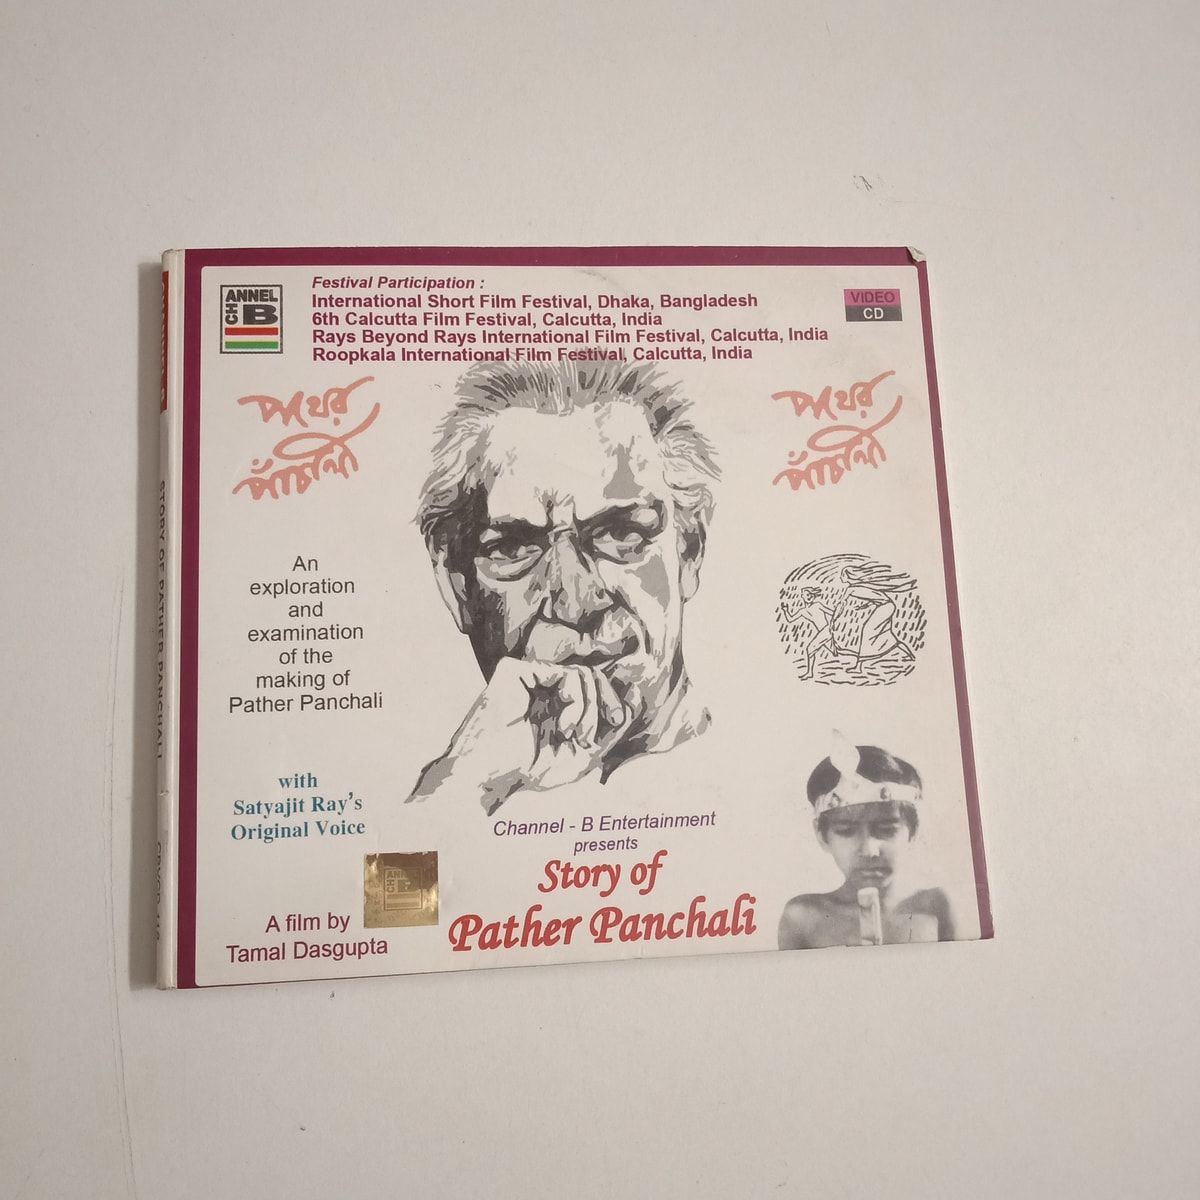 CHANNEL
B
Festival Participation :
International Short Film Festival, Dhaka, Bangladesh
6th Calcutta Film Festival, Calcutta, India
Rays Beyond Rays International Film Festival, Calcutta, India
Roopkala International Film Festival, Calcutta, India
VIDEO
CD
পথের
পাঁচালী
পথের
পাঁচালী
An
exploration
and
examination
of the
making of
Pather Panchali
with
Satyajit Ray's
Original Voice
Channel - B Entertainment
presents
Story of
Pather Panchali
A film by
Tamal Dasgupta
STORY OF PATHER PANCHALI